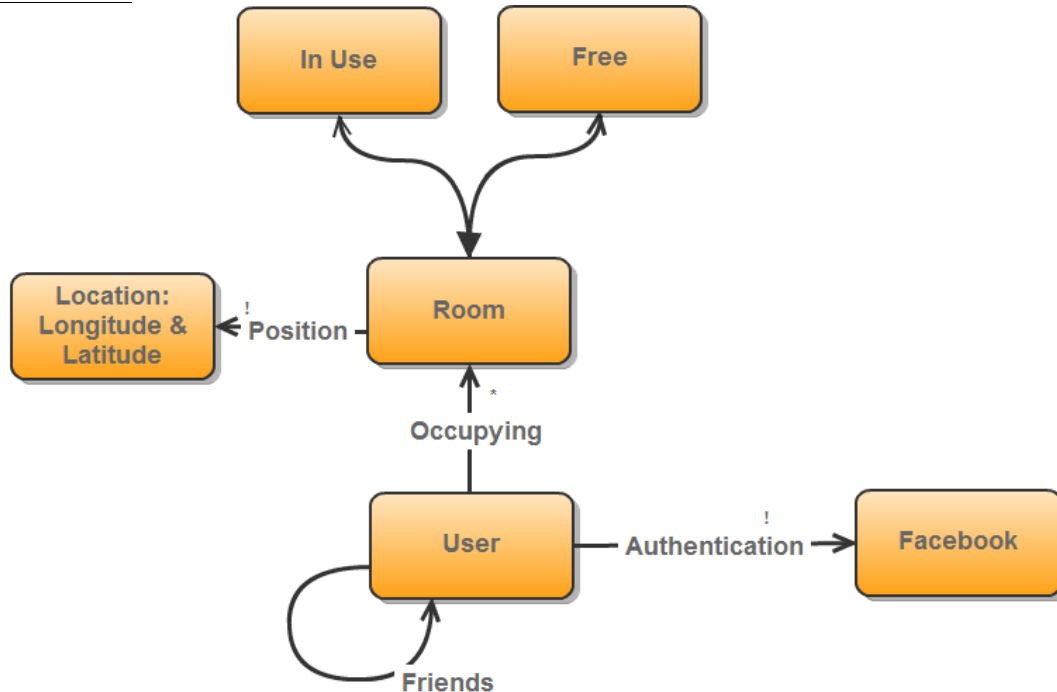 In Use
Free
Location:
Longitude &
Latitude
!
Position
Room
*
Occupying
User
!
Authentication
Facebook
Friends